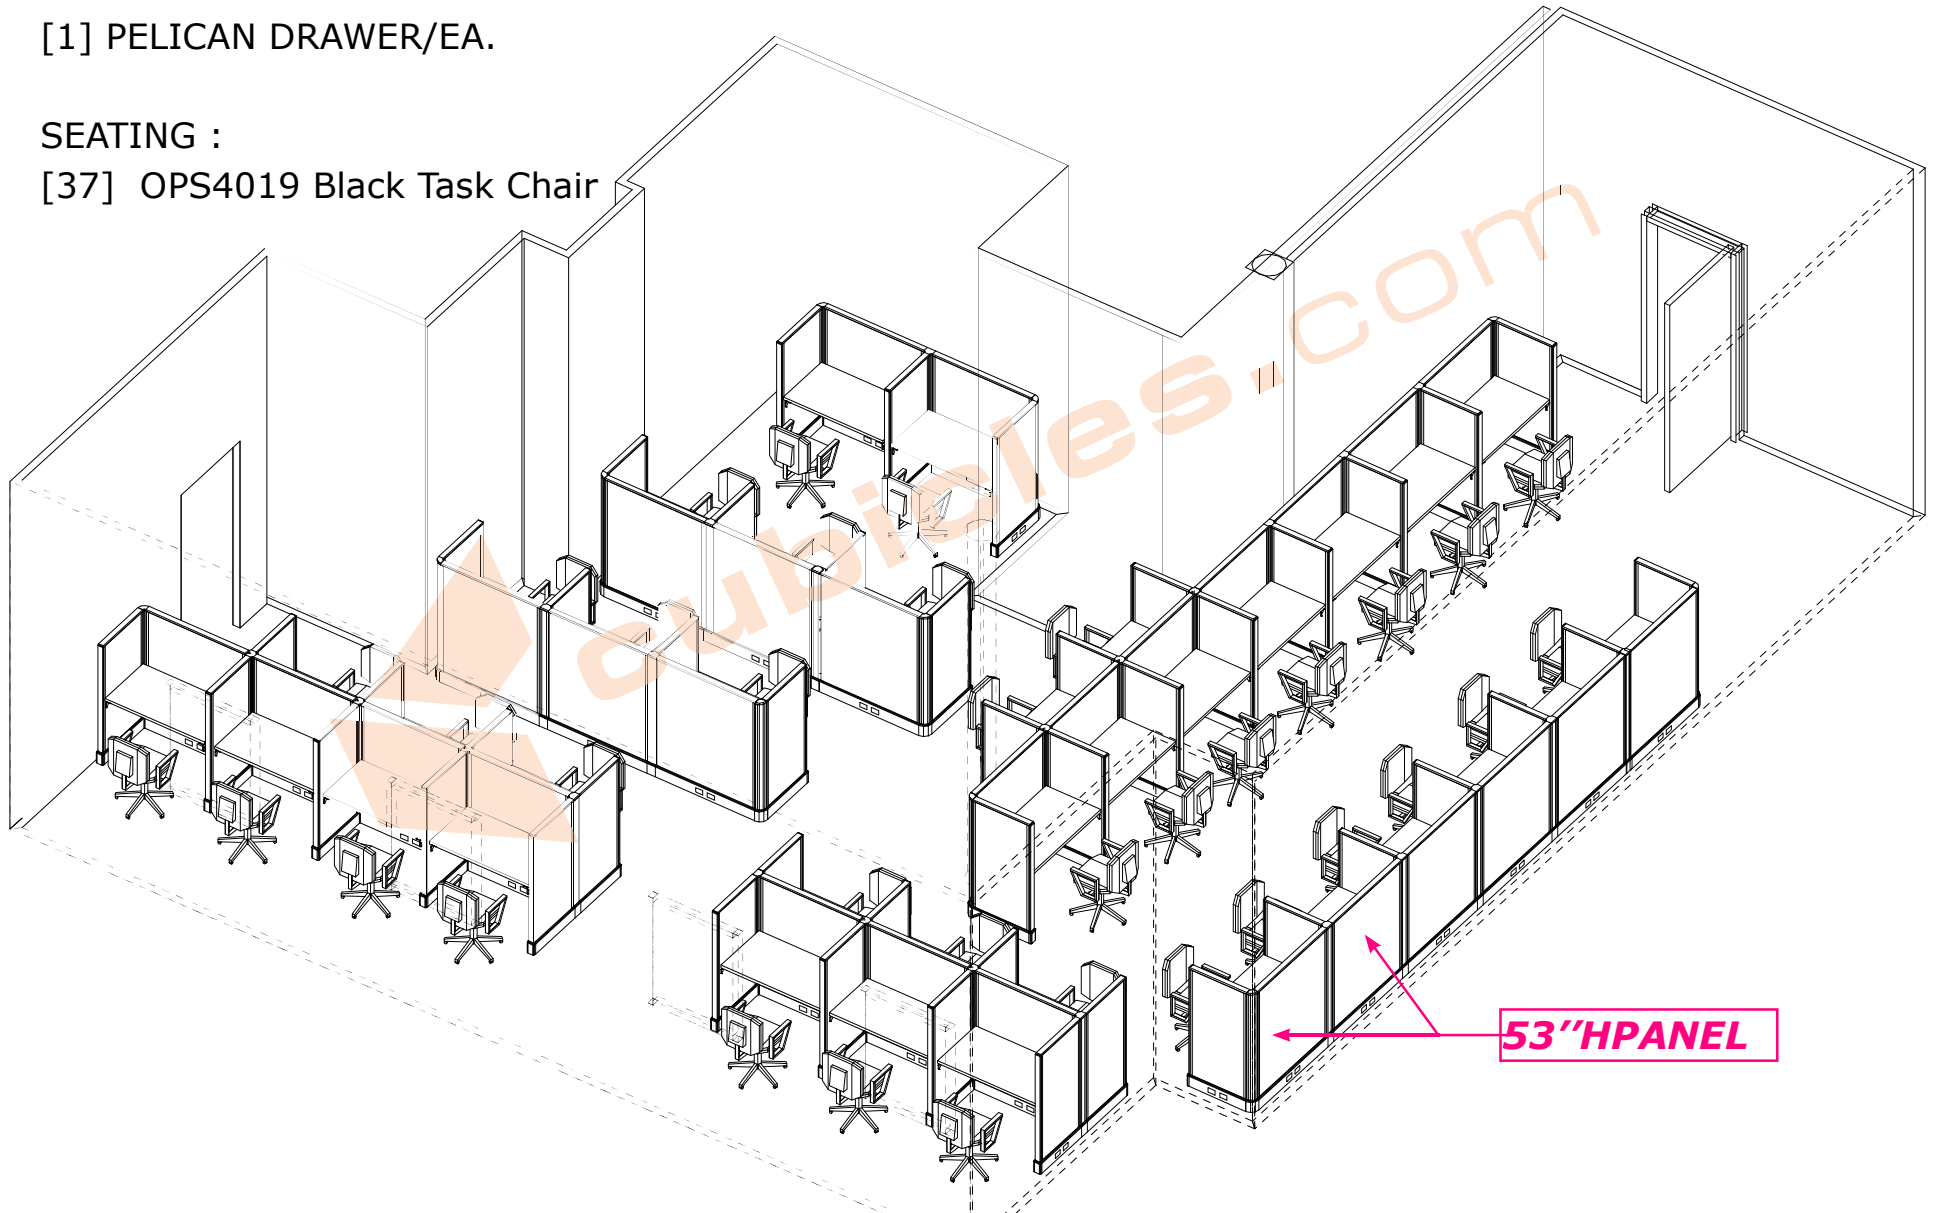 [1] PELICAN DRAWER/EA.
SEATING :
[37] OPS4019 Black Task Chair
cubicles.com
53″HPANEL